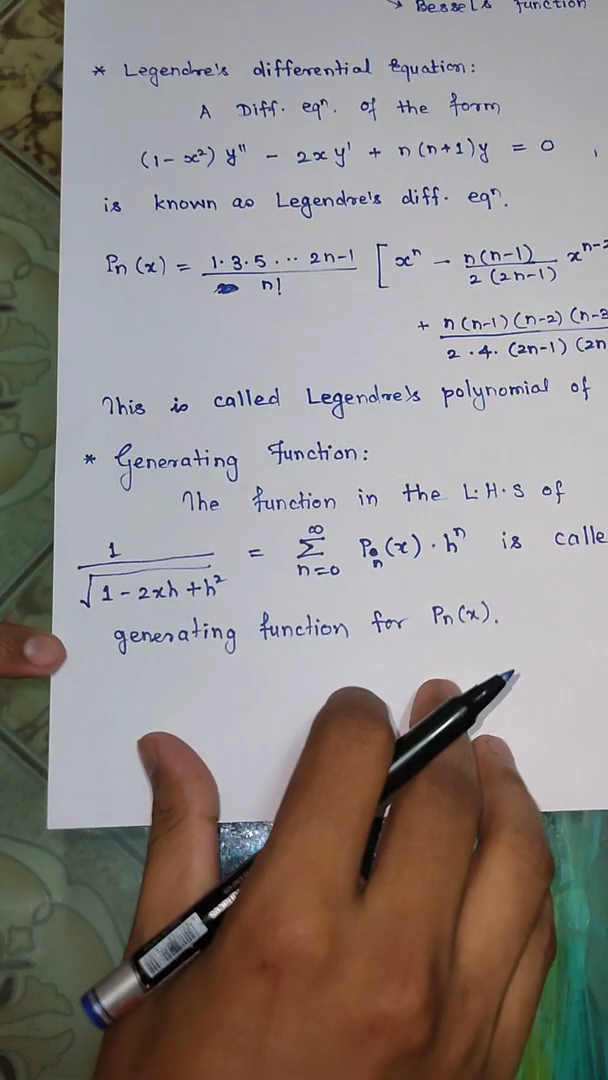 → Bessel's function
* Legendre's differential Equation:
A Diff. eqⁿ. of the form
(1-x²) y'' - 2xy' + n(n+1)y = 0 ,
is known as Legendre's diff. eqⁿ.
Pn(x) = 1·3·5 ... 2n-1 / n! [ xⁿ - n(n-1) / 2(2n-1) x^n-2
+ n(n-1)(n-2)(n-3 / 2·4·(2n-1)(2n
This is called Legendre's polynomial of
* Generating Function:
The function in the L.H.S of
1 / √1-2xh+h² = ∞ Σ n=0 Pn(x)·hⁿ is calle
generating function for Pn(x).